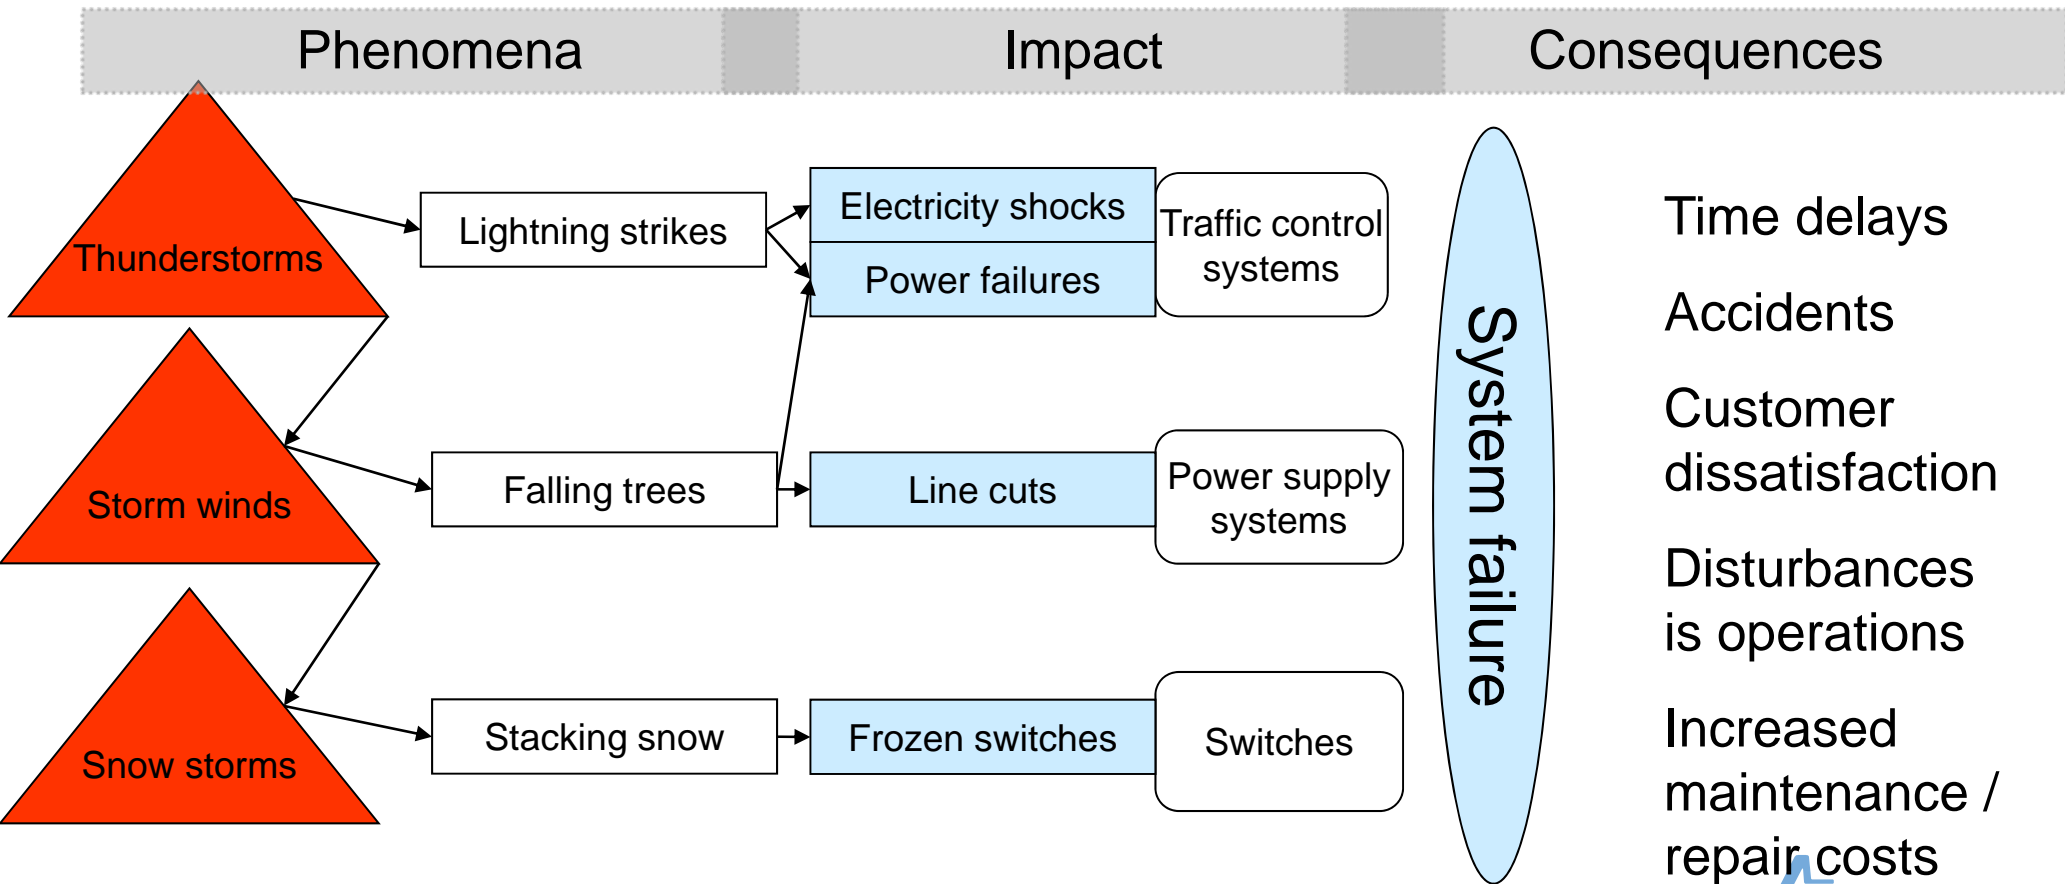 Phenomena
Impact
Consequences
Thunderstorms
Lightning strikes
Electricity shocks
Power failures
Traffic control
systems
Storm winds
Falling trees
Line cuts
Power supply
systems
Snow storms
Stacking snow
Frozen switches
Switches
System failure
Time delays
Accidents
Customer
dissatisfaction
Disturbances
is operations
Increased
maintenance /
repair costs